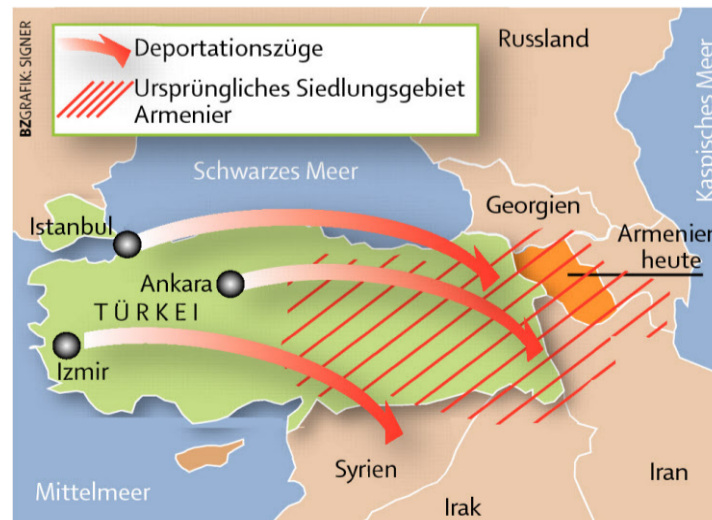 BZGRAFIK: SIGNER
Deportationszüge
Ursprüngliches Siedlungsgebiet
Armenier
Russland
Kaspisches Meer
Schwarzes Meer
Georgien
Istanbul
Armenien
heute
Ankara
TÜRKEI
Izmir
Syrien
Iran
Mittelmeer
Irak